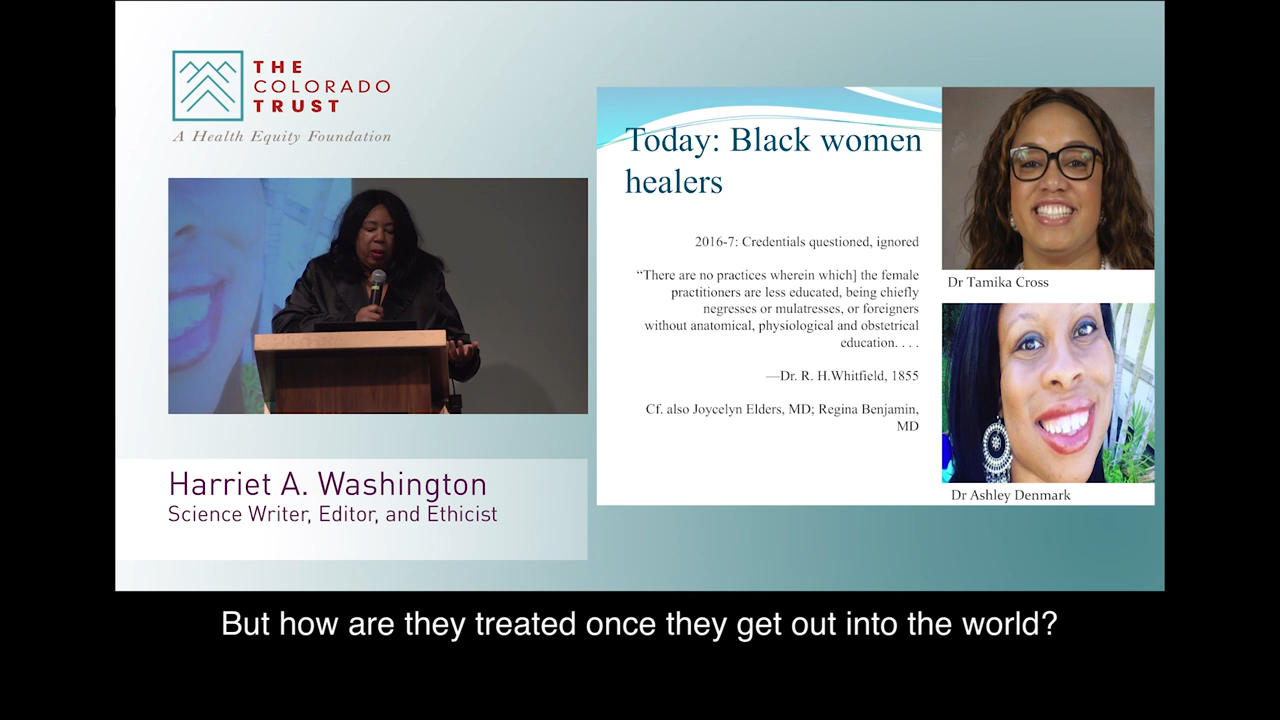 THE
COLORADO
TRUST
A Health Equity Foundation
Harriet A. Washington
Science Writer, Editor, and Ethicist
Today: Black women
healers
2016-7: Credentials questioned, ignored
“There are no practices wherein which] the female
practitioners are less educated, being chiefly
negresses or mulatresses, or foreigners
without anatomical, physiological and obstetrical
education. . . .
—Dr. R. H.Whitfield, 1855
Cf. also Joycelyn Elders, MD; Regina Benjamin,
MD
Dr Tamika Cross
Dr Ashley Denmark
But how are they treated once they get out into the world?